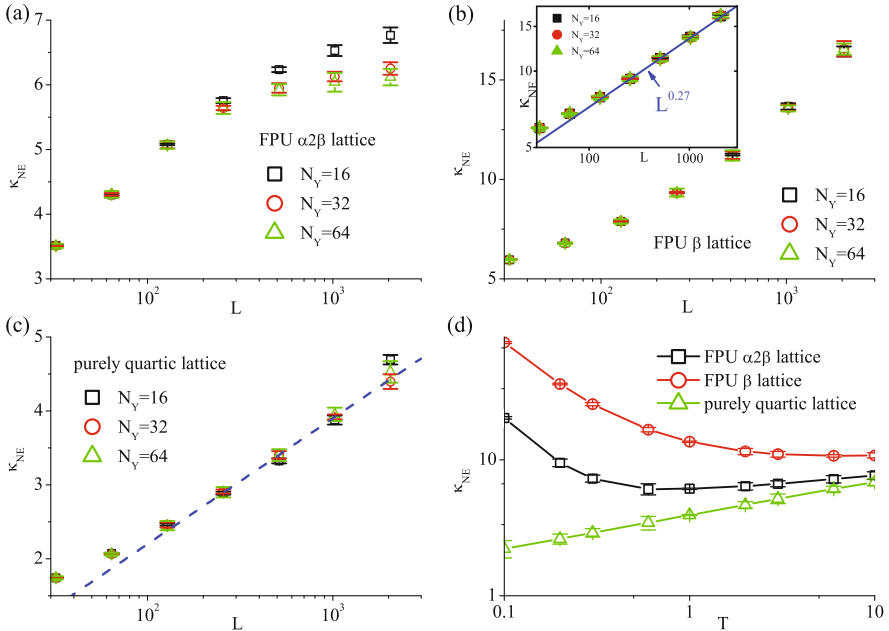 (a)
7
6
5
4
3
κNE
FPU α2β lattice
NY=16
NY=32
NY=64
10²
10³
L
(b)
15
10
5
κNE
FPU β lattice
NY=16
NY=32
NY=64
10²
10³
L
NY=16
NY=32
NY=64
10
5
κNE
L^0.27
100
1000
L
(c)
5
4
3
2
κNE
purely quartic lattice
NY=16
NY=32
NY=64
10²
10³
L
(d)
10
1
κNE
FPU α2β lattice
FPU β lattice
purely quartic lattice
0.1
1
10
T